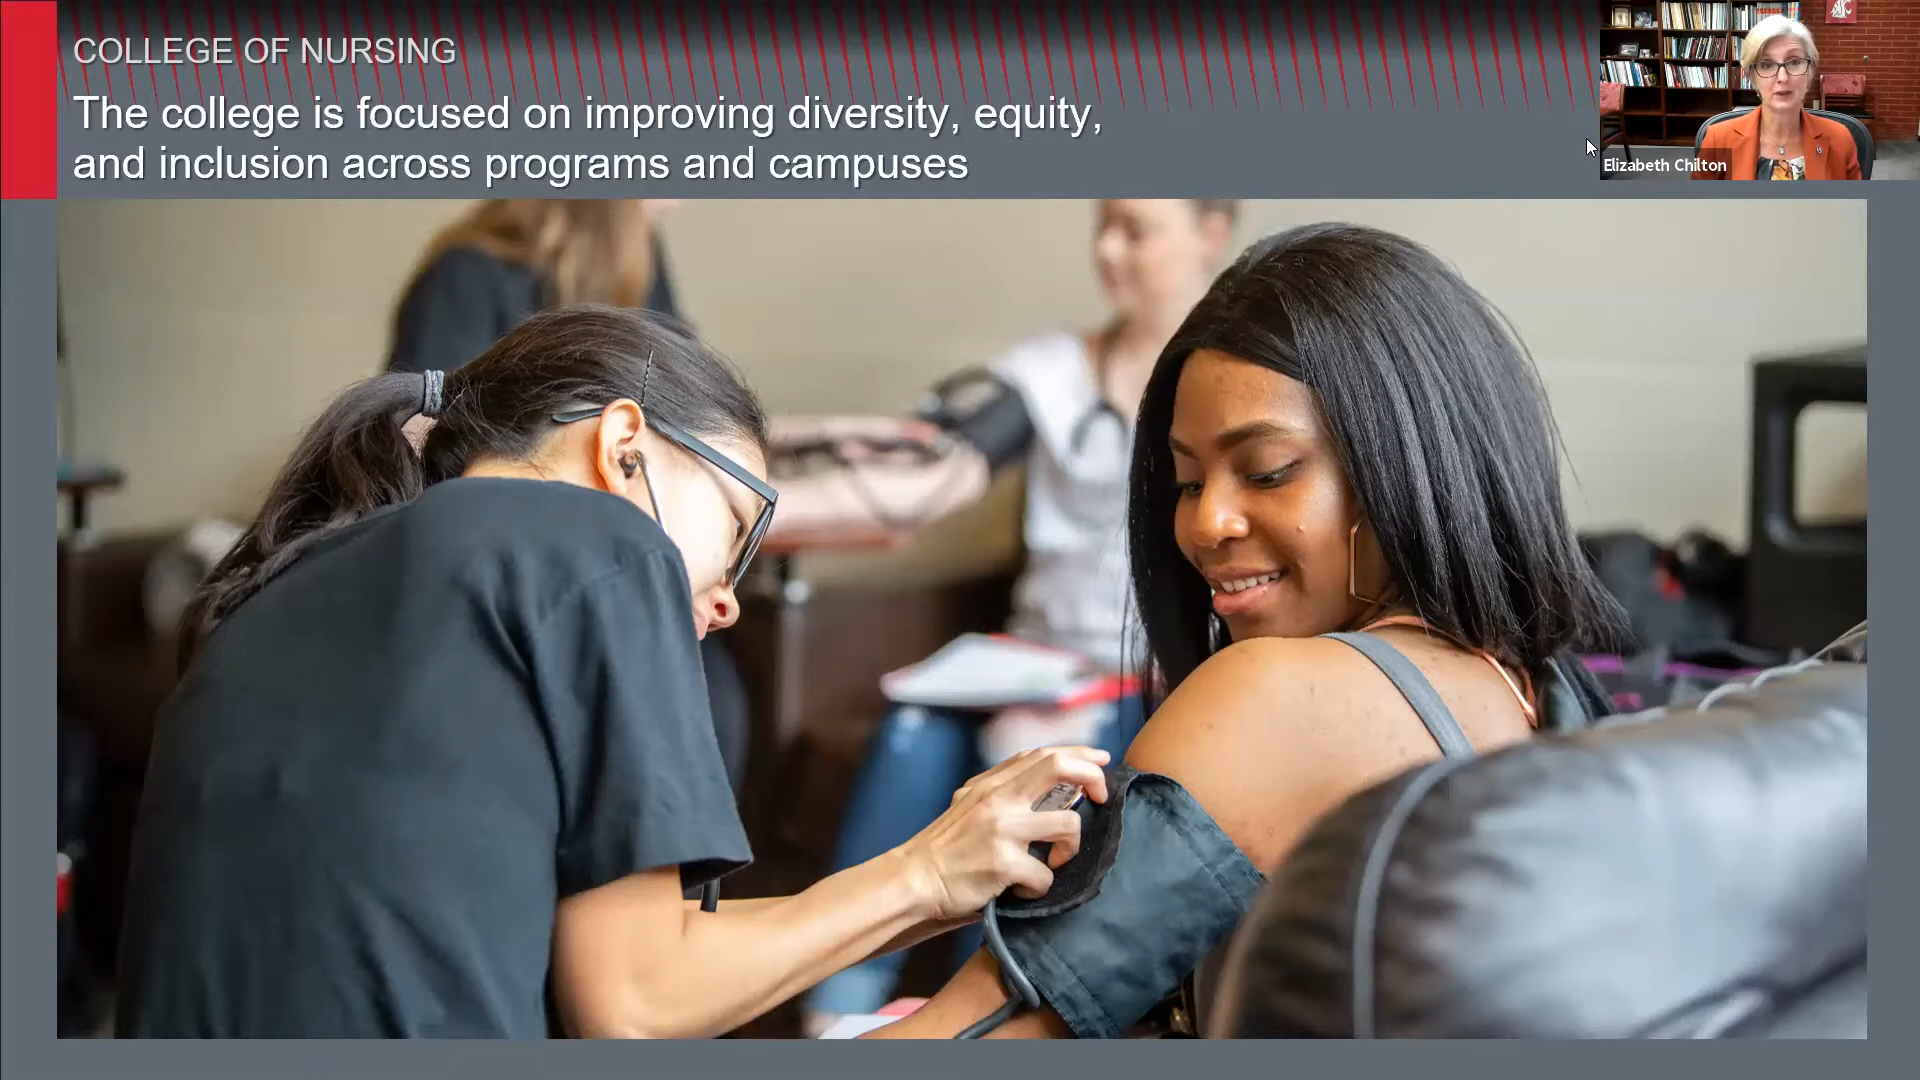 COLLEGE OF NURSING
The college is focused on improving diversity, equity,
and inclusion across programs and campuses
Elizabeth Chilton